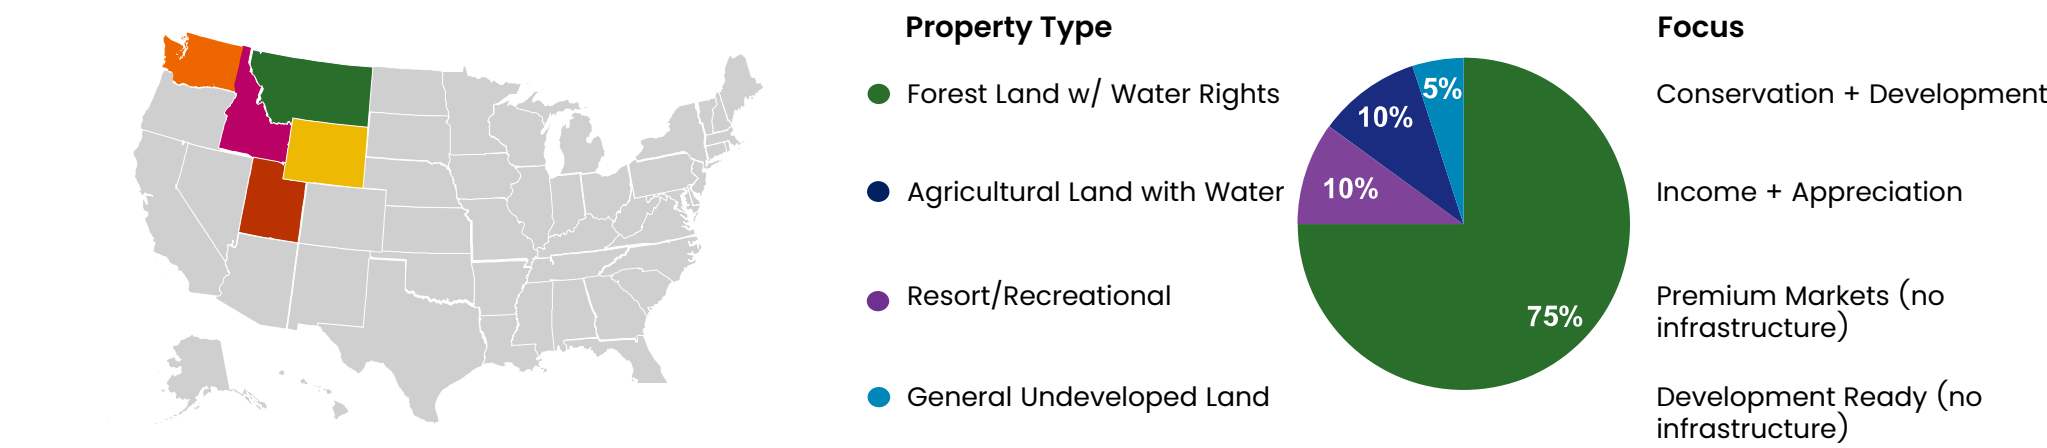 Property Type
Focus
Forest Land w/ Water Rights
Conservation + Development
Agricultural Land with Water
Income + Appreciation
Resort/Recreational
Premium Markets (no
infrastructure)
General Undeveloped Land
Development Ready (no
infrastructure)
5%
10%
10%
75%